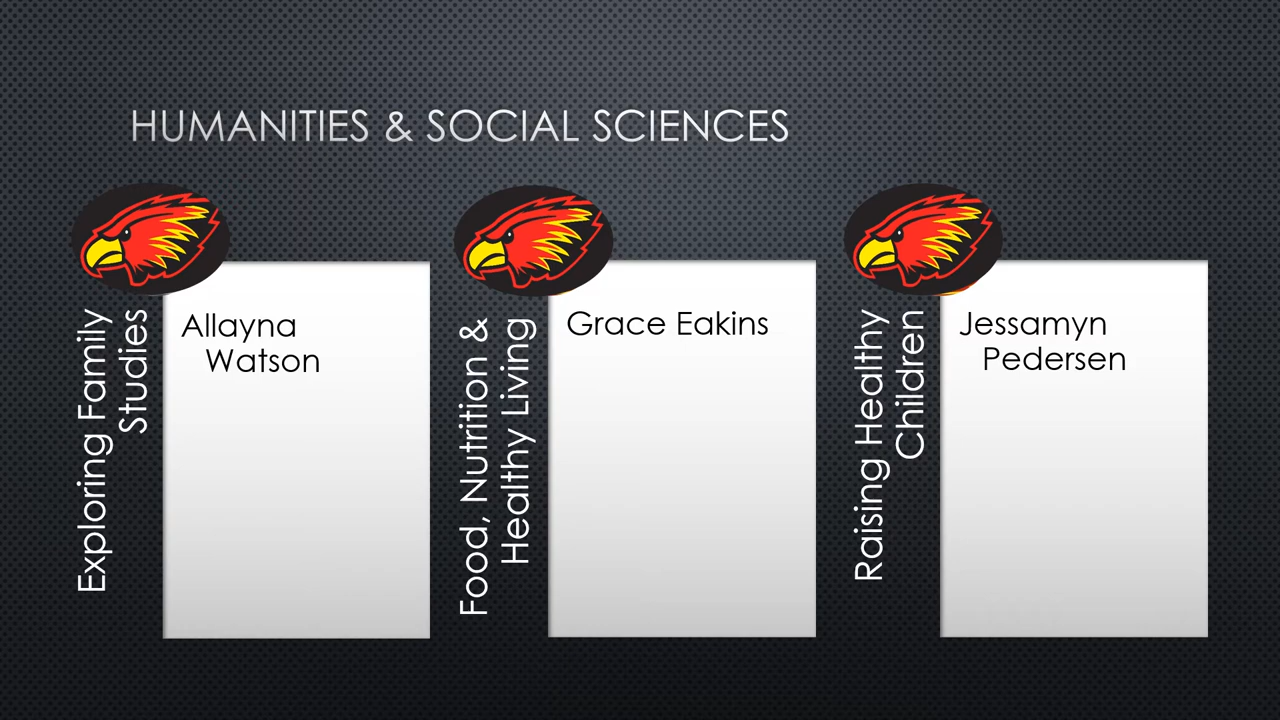 HUMANITIES & SOCIAL SCIENCES
Exploring Family
Studies
Allayna
Watson
Food, Nutrition &
Healthy Living
Grace Eakins
Raising Healthy
Children
Jessamyn
Pedersen